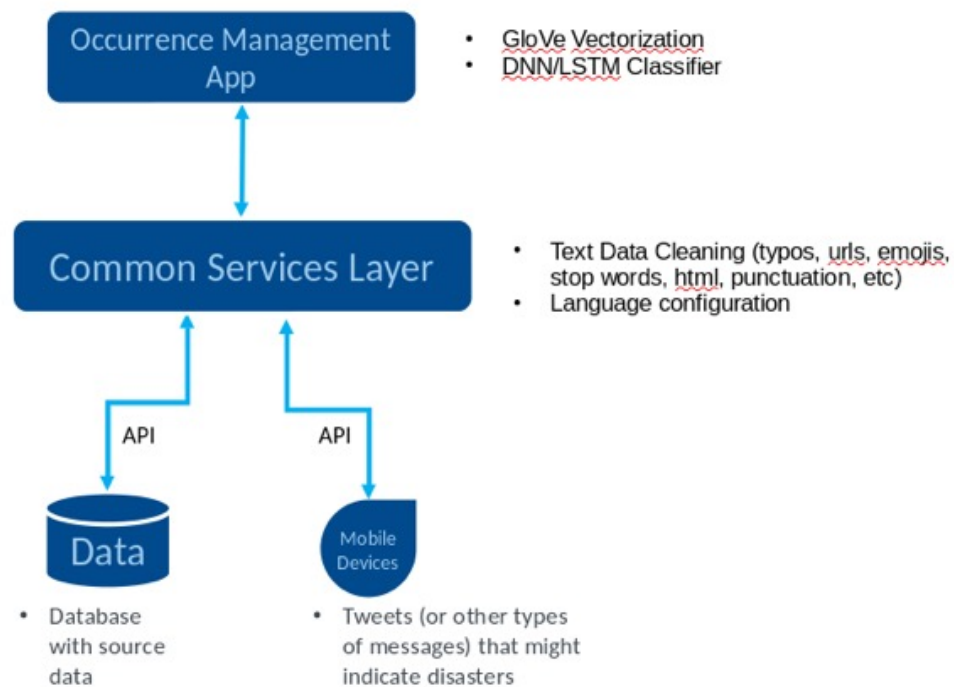 Occurrence Management
App
• GloVe Vectorization
• DNN/LSTM Classifier
Common Services Layer
• Text Data Cleaning (typos, urls, emojis,
stop words, html, punctuation, etc)
• Language configuration
API
API
Data
Mobile
Devices
• Database
with source
data
• Tweets (or other types
of messages) that might
indicate disasters